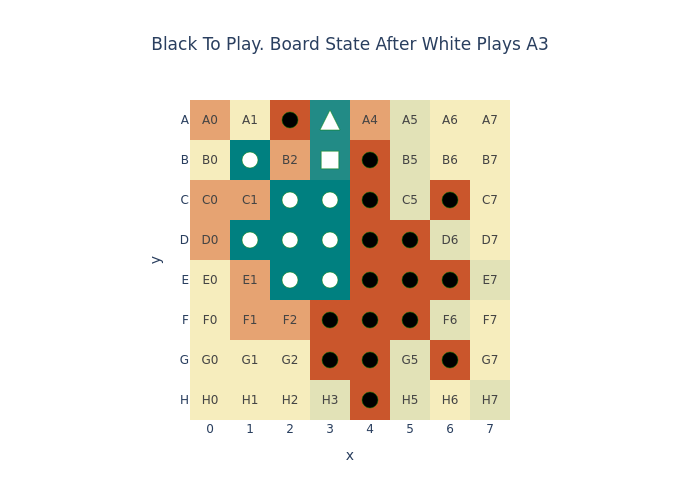 Black To Play. Board State After White Plays A3
A A0 A1 A4 A5 A6 A7
B B0 B2 B5 B6 B7
C C0 C1 C5 C7
y D D0 D6 D7
E E0 E1 E7
F F0 F1 F2 F6 F7
G G0 G1 G2 G5 G7
H H0 H1 H2 H3 H5 H6 H7
0 1 2 3 4 5 6 7
x